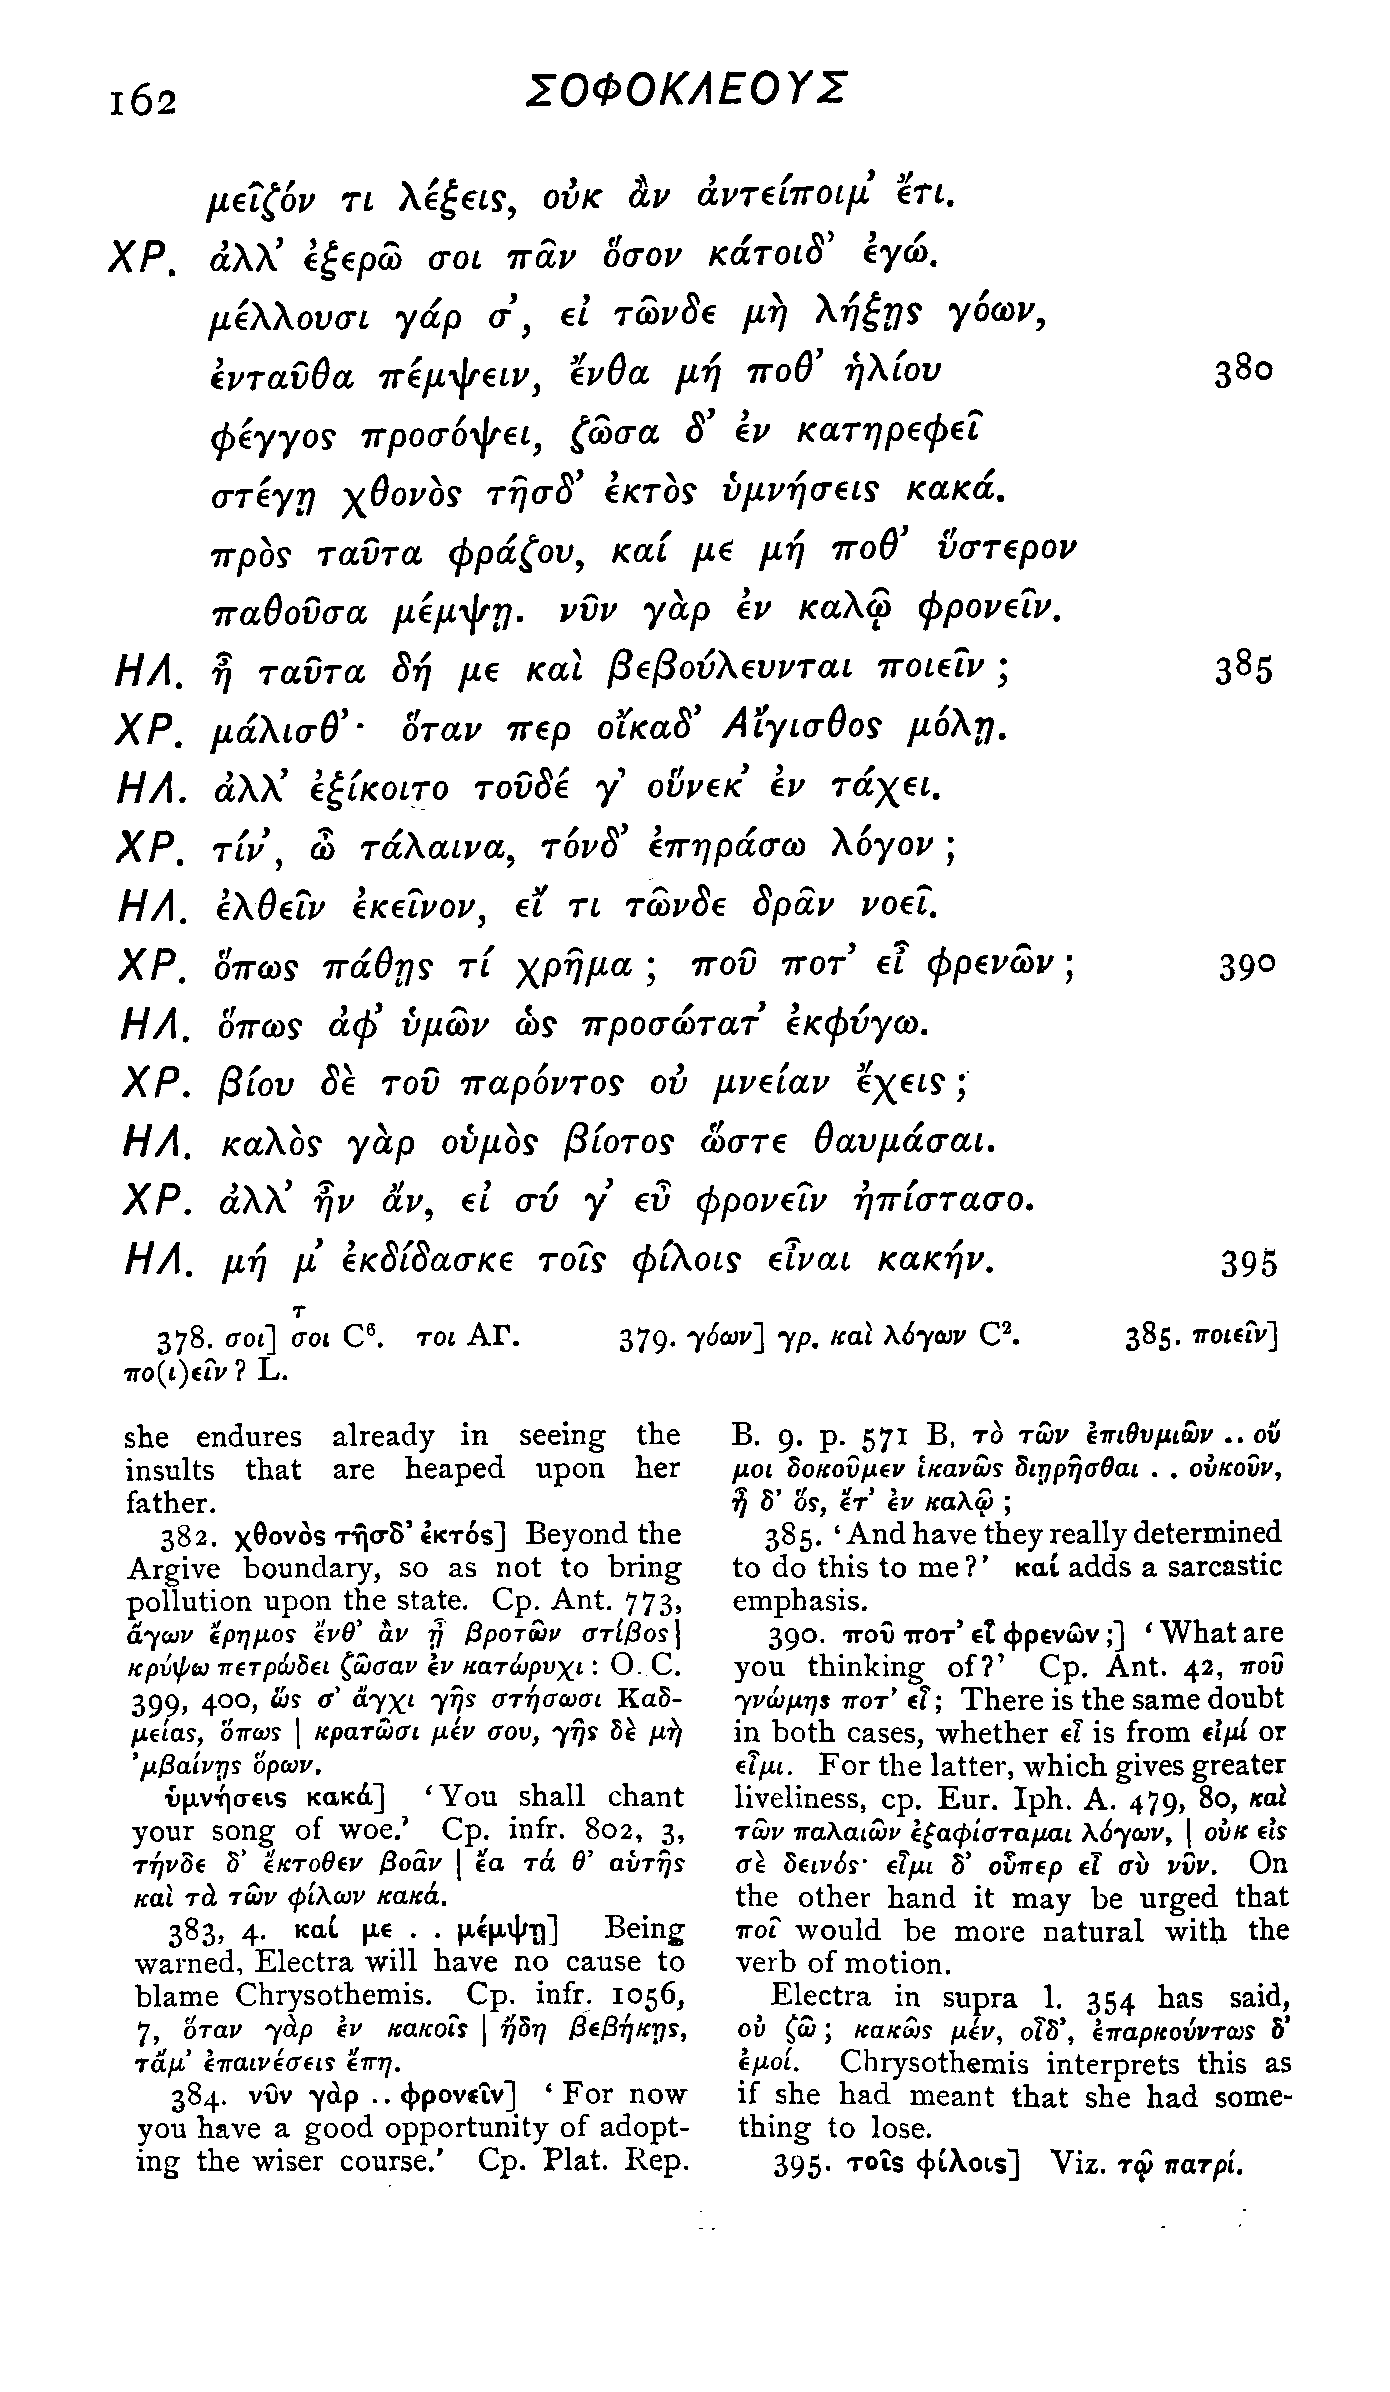 162
ΣΟΦΟΚΛΕΟΥΣ
μεῖζόν τι λέξεις, οὐκ ἂν ἀντείποιμ’ ἔτι.
ΧΡ. ἀλλ’ ἐξερῶ σοι πᾶν ὅσον κάτοιδ’ ἐγώ.
μέλλουσι γάρ σ’, εἰ τῶνδε μὴ λήξῃς γόων,
ἐνταῦθα πέμψειν, ἔνθα μή ποθ’ ἡλίου 380
φέγγος προσόψει, ζῶσα δ’ ἐν κατηρεφεῖ
στέγῃ χθονὸς τῆσδ’ ἐκτὸς ὑμνήσεις κακά.
πρὸς ταῦτα φράζου, καί με μή ποθ’ ὕστερον
παθοῦσα μέμψῃ. νῦν γὰρ ἐν καλῷ φρονεῖν.
ΗΛ. ἦ ταῦτα δή με καὶ βεβούλευνται ποιεῖν ; 385
ΧΡ. μάλισθ’· ὅταν περ οἴκαδ’ Αἴγισθος μόλῃ.
ΗΛ. ἀλλ’ ἐξίκοιτο τοῦδέ γ’ οὕνεκ’ ἐν τάχει.
ΧΡ. τίν’, ὦ τάλαινα, τόνδ’ ἐπηράσω λόγον ;
ΗΛ. ἐλθεῖν ἐκεῖνον, εἴ τι τῶνδε δρᾶν νοεῖ.
ΧΡ. ὅπως πάθῃς τί χρῆμα ; ποῦ ποτ’ εἶ φρενῶν ; 390
ΗΛ. ὅπως ἀφ’ ὑμῶν ὡς προσώτατ’ ἐκφύγω.
ΧΡ. βίου δὲ τοῦ παρόντος οὐ μνείαν ἔχεις ;
ΗΛ. καλὸς γὰρ οὑμὸς βίοτος ὥστε θαυμάσαι.
ΧΡ. ἀλλ’ ἦν ἄν, εἰ σύ γ’ εὖ φρονεῖν ἠπίστασο.
ΗΛ. μή μ’ ἐκδίδασκε τοῖς φίλοις εἶναι κακήν. 395
τ
378. σοι] σοι C⁶. τοι ΑΓ. 379. γόων] γρ. καὶ λόγων C². 385. ποιεῖν]
πο(ι)εῖν ? L.
she endures already in seeing the
insults that are heaped upon her
father.
382. χθονὸς τῆσδ’ ἐκτός] Beyond the
Argive boundary, so as not to bring
pollution upon the state. Cp. Ant. 773,
ἄγων ἔρημος ἔνθ’ ἂν ᾖ βροτῶν στίβος |
κρύψω πετρώδει ζῶσαν ἐν κατώρυχι : O. C.
399, 400, ὥς σ’ ἄγχι γῆς στήσωσι Καδ-
μείας, ὅπως | κρατῶσι μέν σου, γῆς δὲ μὴ
’μβαίνῃς ὅρων.
ὑμνήσεις κακά] ‘You shall chant
your song of woe.’ Cp. infr. 802, 3,
τήνδε δ’ ἔκτοθεν βοᾶν | ἔα τά θ’ αὑτῆς
καὶ τὰ τῶν φίλων κακά.
383, 4. καί με . . μέμψῃ] Being
warned, Electra will have no cause to
blame Chrysothemis. Cp. infr. 1056,
7, ὅταν γὰρ ἐν κακοῖς | ἤδη βεβήκῃς,
τἄμ’ ἐπαινέσεις ἔπη.
384. νῦν γὰρ .. φρονεῖν] ‘For now
you have a good opportunity of adopt-
ing the wiser course.’ Cp. Plat. Rep.
B. 9. p. 571 B, τὸ τῶν ἐπιθυμιῶν .. οὔ
μοι δοκοῦμεν ἱκανῶς διῃρῆσθαι . . οὐκοῦν,
ἦ δ’ ὅς, ἔτ’ ἐν καλῷ ;
385. ‘And have they really determined
to do this to me?’ καί adds a sarcastic
emphasis.
390. ποῦ ποτ’ εἶ φρενῶν ;] ‘What are
you thinking of?’ Cp. Ant. 42, ποῦ
γνώμης ποτ’ εἶ ; There is the same doubt
in both cases, whether εἶ is from εἰμί or
εἶμι. For the latter, which gives greater
liveliness, cp. Eur. Iph. A. 479, 80, καὶ
τῶν παλαιῶν ἐξαφίσταμαι λόγων, | οὐκ εἰς
σὲ δεινός· εἶμι δ’ οὗπερ εἶ σὺ νῦν. On
the other hand it may be urged that
ποῖ would be more natural with the
verb of motion.
Electra in supra l. 354 has said,
οὐ ζῶ ; κακῶς μέν, οἶδ’, ἐπαρκούντως δ’
ἐμοί. Chrysothemis interprets this as
if she had meant that she had some-
thing to lose.
395. τοῖς φίλοις] Viz. τῷ πατρί.